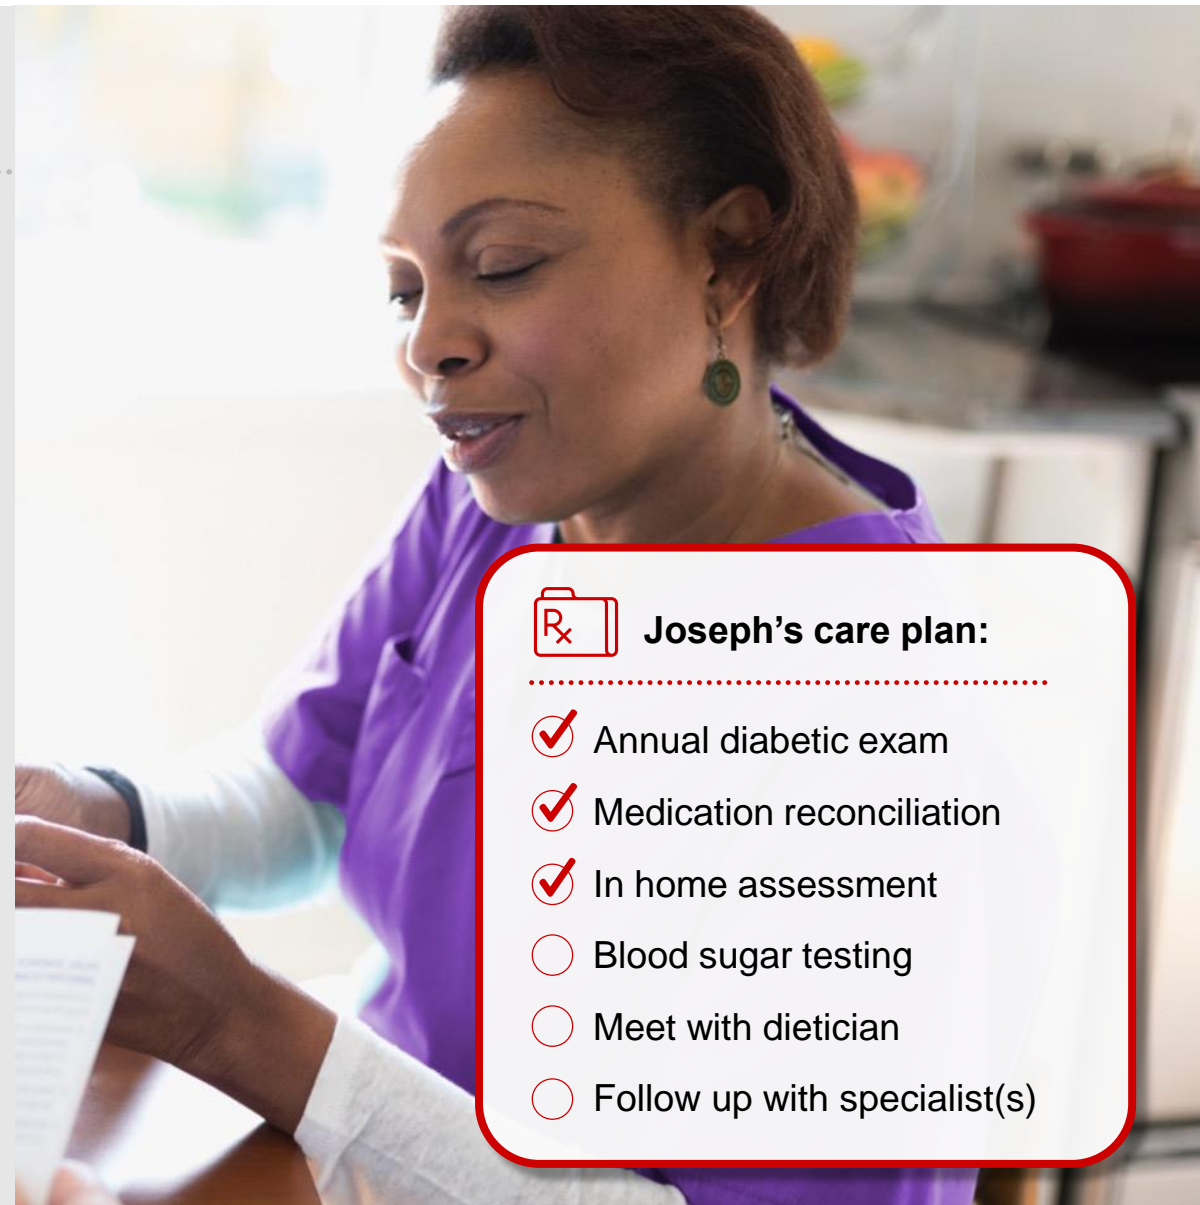 Rx
Joseph’s care plan:
Annual diabetic exam
Medication reconciliation
In home assessment
Blood sugar testing
Meet with dietician
Follow up with specialist(s)